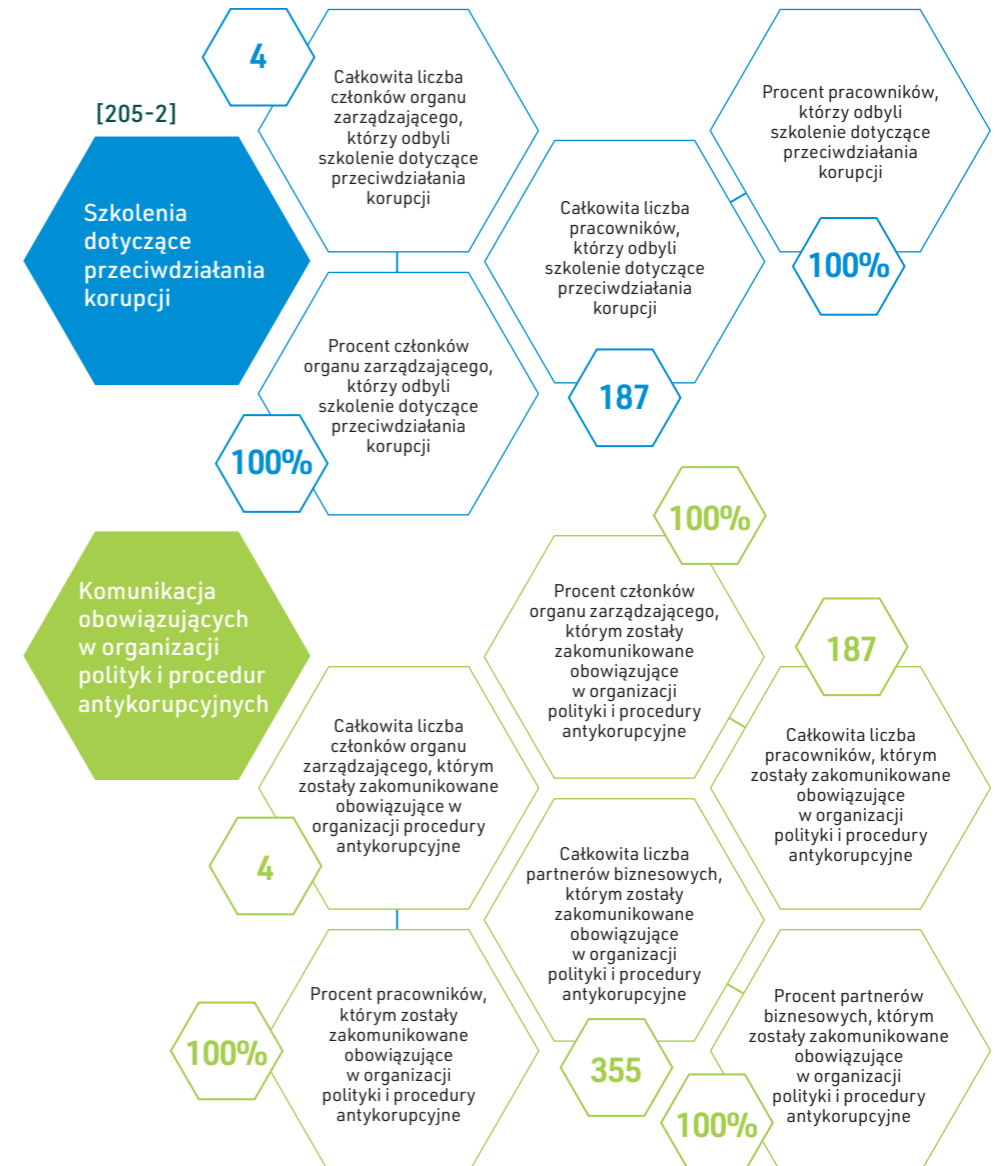 [205-2]
Szkolenia
dotyczące
przeciwdziałania
korupcji
4
Całkowita liczba
członków organu
zarządzającego,
którzy odbyli
szkolenie dotyczące
przeciwdziałania
korupcji
Procent członków
organu zarządzającego,
którzy odbyli
szkolenie dotyczące
przeciwdziałania
korupcji
100%
Całkowita liczba
pracowników,
którzy odbyli
szkolenie dotyczące
przeciwdziałania
korupcji
187
Procent pracowników,
którzy odbyli
szkolenie dotyczące
przeciwdziałania
korupcji
100%
Komunikacja
obowiązujących
w organizacji
polityk i procedur
antykorupcyjnych
Całkowita liczba
członków organu
zarządzającego, którym
zostały zakomunikowane
obowiązujące w
organizacji procedury
antykorupcyjne
4
100%
Procent członków
organu zarządzającego,
którym zostały
zakomunikowane
obowiązujące
w organizacji
polityki i procedury
antykorupcyjne
187
Całkowita liczba
pracowników, którym
zostały zakomunikowane
obowiązujące
w organizacji
polityki i procedury
antykorupcyjne
Procent pracowników,
którym zostały
zakomunikowane
obowiązujące
w organizacji
polityki i procedury
antykorupcyjne
100%
Całkowita liczba
partnerów biznesowych,
którym zostały
zakomunikowane
obowiązujące
w organizacji
polityki i procedury
antykorupcyjne
355
Procent partnerów
biznesowych, którym
zostały zakomunikowane
obowiązujące
w organizacji
polityki i procedury
antykorupcyjne
100%